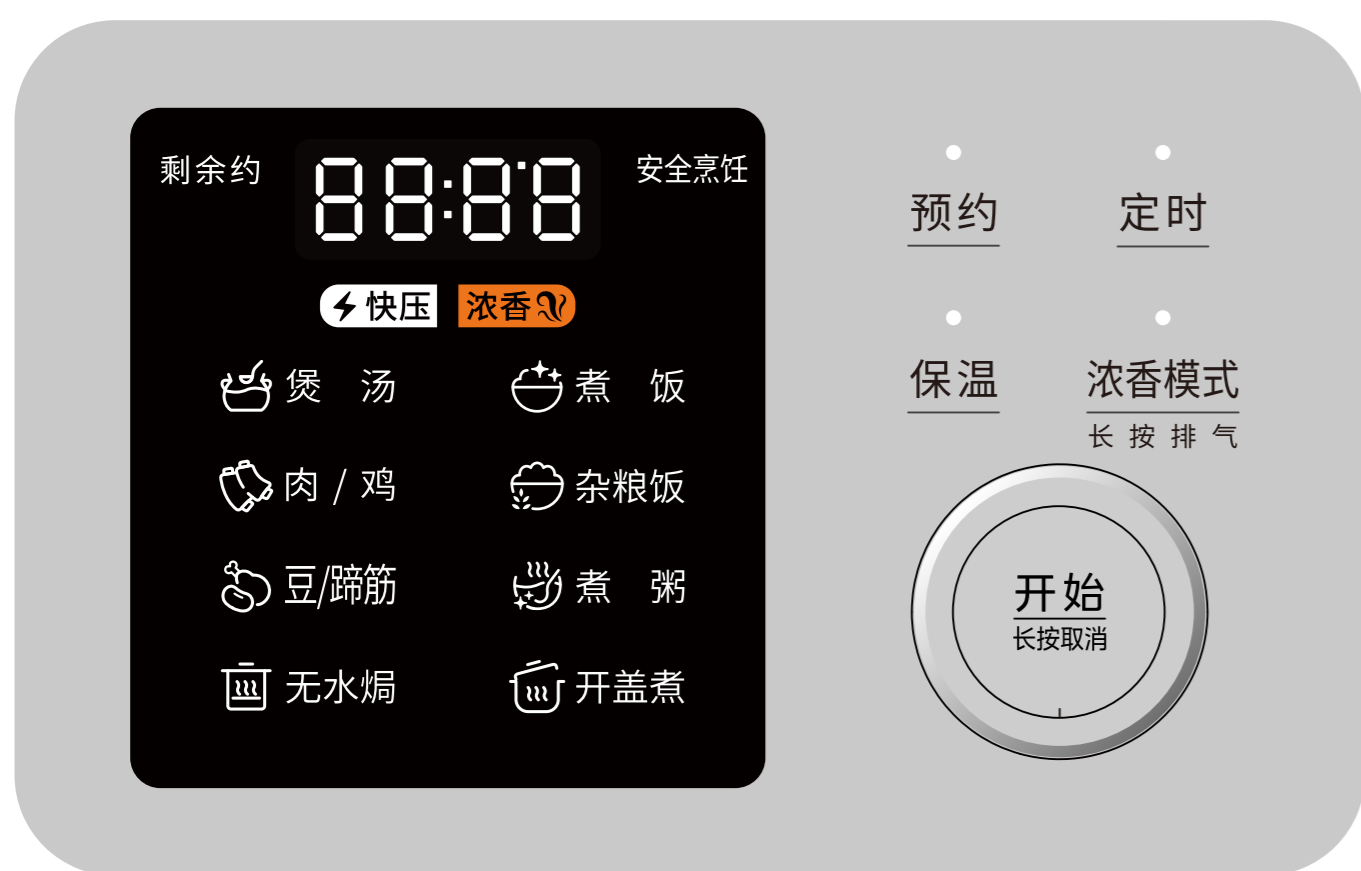 剩余约 88:88 安全烹饪
快压 浓香
煲 汤 煮 饭
肉 / 鸡 杂粮饭
豆/蹄筋 煮 粥
无水焗 开盖煮
预约 定时
保温 浓香模式
长按排气
开始
长按取消